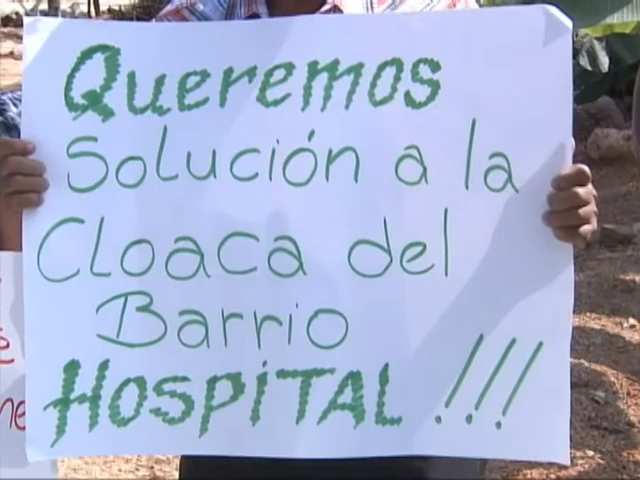 Queremos
Solución a la
Cloaca del
Barrio
Hospital !!!